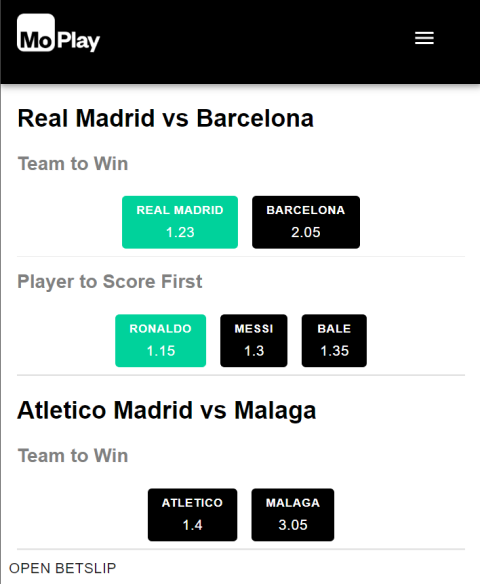 Mo Play
Real Madrid vs Barcelona
Team to Win
REAL MADRID BARCELONA
1.23 2.05
Player to Score First
RONALDO MESSI BALE
1.15 1.3 1.35
Atletico Madrid vs Malaga
Team to Win
ATLETICO MALAGA
1.4 3.05
OPEN BETSLIP